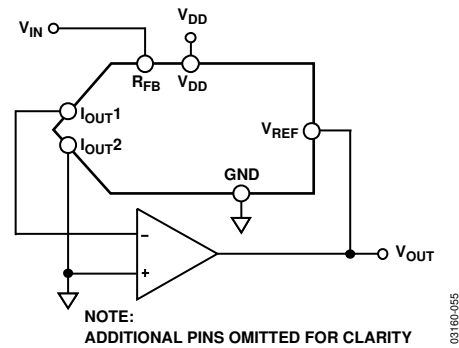 VDD
VIN
RFB
VDD
IOUT1
VREF
IOUT2
GND
–
VOUT
+
NOTE:
ADDITIONAL PINS OMITTED FOR CLARITY
03160-055